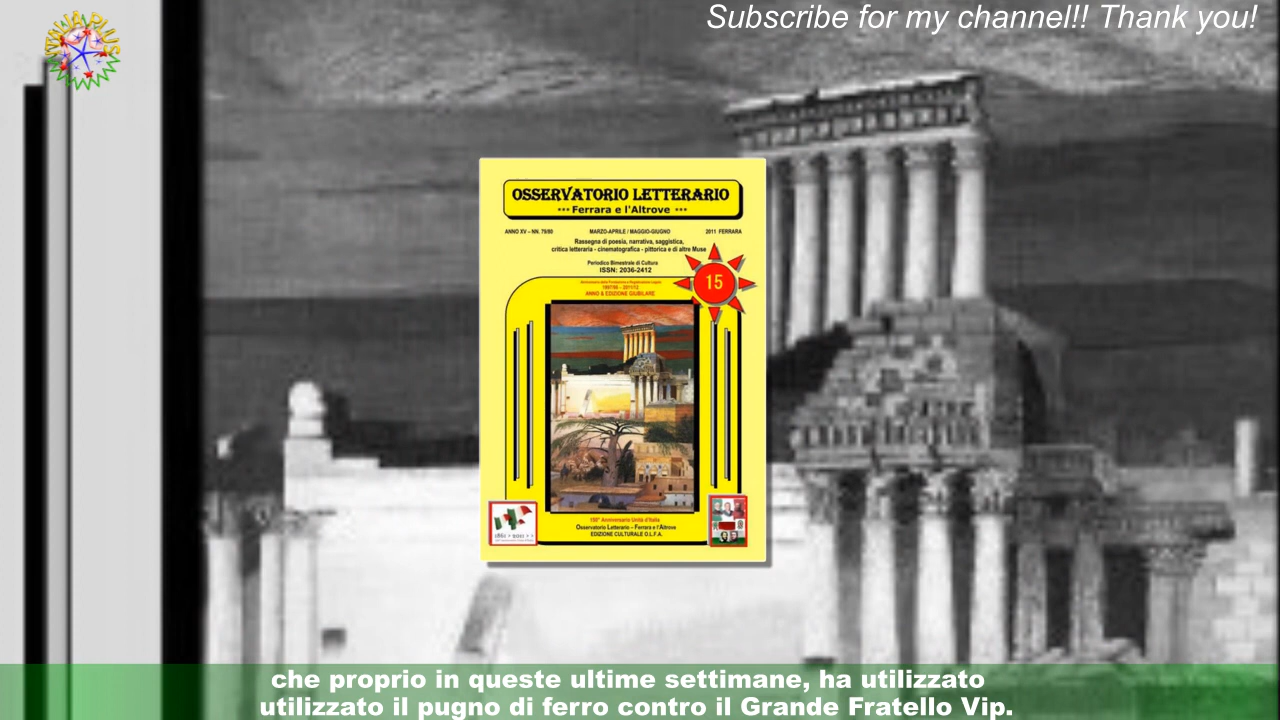 Subscribe for my channel!! Thank you!
OSSERVATORIO LETTERARIO
*** Ferrara e l'Altrove ***
ANNO XV – NN. 79/80 MARZO-APRILE / MAGGIO-GIUGNO 2011 FERRARA
Rassegna di poesia, narrativa, saggistica,
critica letteraria - cinematografica - pittorica e di altre Muse
Periodico Bimestrale di Cultura
ISSN: 2036-2412
15
ANNO & EDIZIONE GIUBILARE
150° Anniversario Unità d'Italia
Osservatorio Letterario – Ferrara e l'Altrove
EDIZIONE CULTURALE O.L.F.A.
che proprio in queste ultime settimane, ha utilizzato
utilizzato il pugno di ferro contro il Grande Fratello Vip.